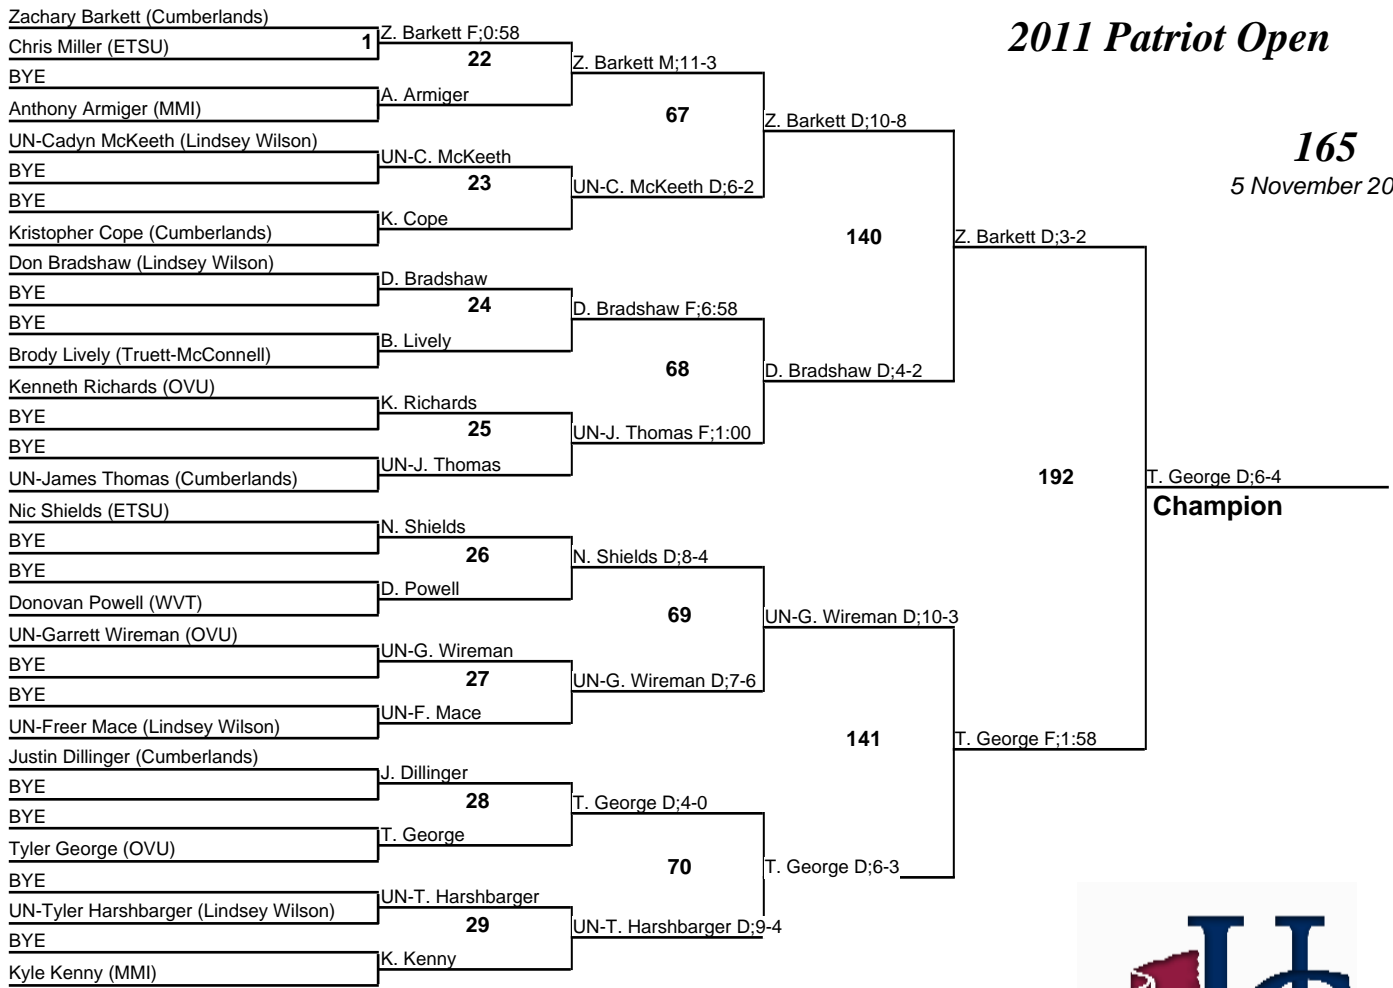 2011 Patriot Open
165
5 November 20
Zachary Barkett (Cumberlands)
Chris Miller (ETSU)
BYE
Anthony Armiger (MMI)
UN-Cadyn McKeeth (Lindsey Wilson)
BYE
BYE
Kristopher Cope (Cumberlands)
Don Bradshaw (Lindsey Wilson)
BYE
BYE
Brody Lively (Truett-McConnell)
Kenneth Richards (OVU)
BYE
BYE
UN-James Thomas (Cumberlands)
Nic Shields (ETSU)
BYE
BYE
Donovan Powell (WVT)
UN-Garrett Wireman (OVU)
BYE
BYE
UN-Freer Mace (Lindsey Wilson)
Justin Dillinger (Cumberlands)
BYE
BYE
Tyler George (OVU)
BYE
UN-Tyler Harshbarger (Lindsey Wilson)
BYE
Kyle Kenny (MMI)
1
Z. Barkett F;0:58
22
A. Armiger
UN-C. McKeeth
23
K. Cope
D. Bradshaw
24
B. Lively
K. Richards
25
UN-J. Thomas
N. Shields
26
D. Powell
UN-G. Wireman
27
UN-F. Mace
J. Dillinger
28
T. George
UN-T. Harshbarger
29
K. Kenny
Z. Barkett M;11-3
67
UN-C. McKeeth D;6-2
D. Bradshaw F;6:58
68
UN-J. Thomas F;1:00
N. Shields D;8-4
69
UN-G. Wireman D;7-6
T. George D;4-0
70
UN-T. Harshbarger D;9-4
Z. Barkett D;10-8
140
D. Bradshaw D;4-2
UN-G. Wireman D;10-3
141
T. George D;6-3
Z. Barkett D;3-2
192
T. George F;1:58
T. George D;6-4
Champion